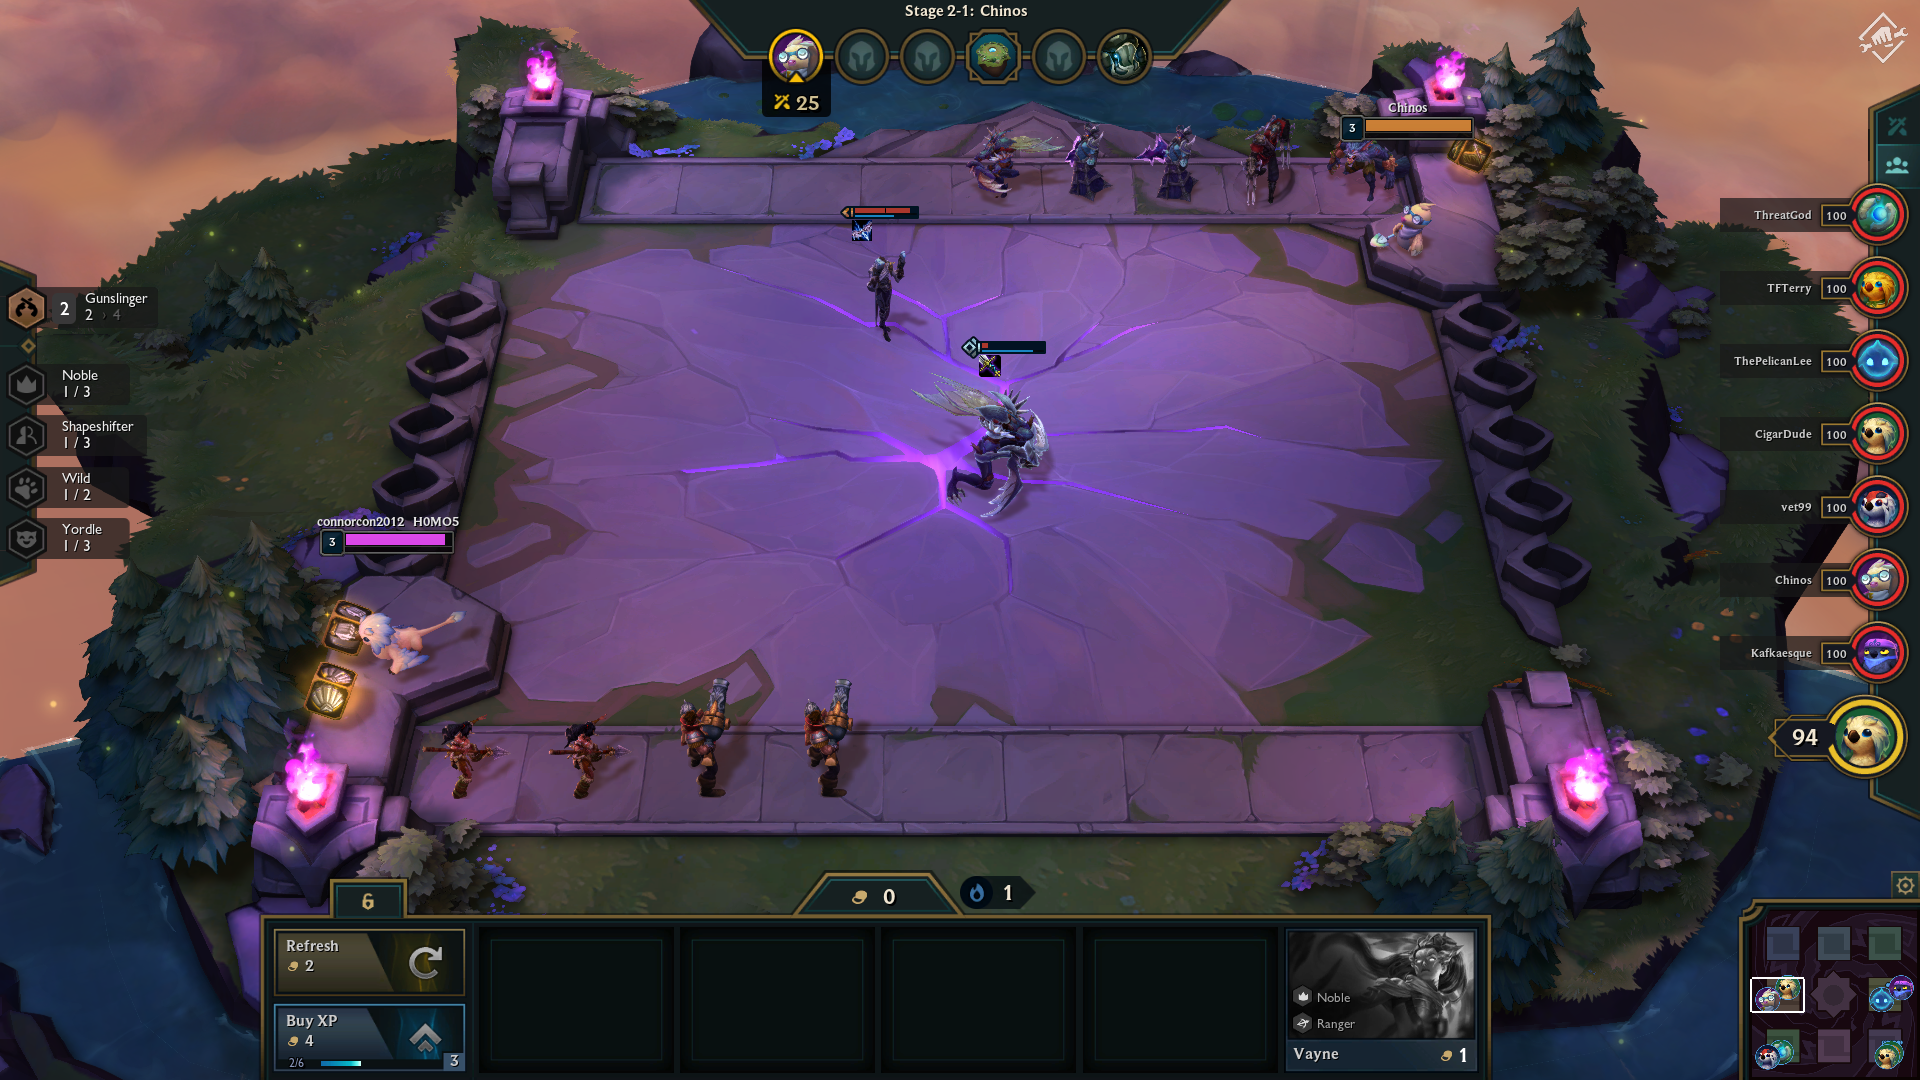 Stage 2-1: Chinos
25
Chinos
3
ThreatGod 100
TFTerry 100
ThePelicanLee 100
CigarDude 100
vet99 100
Chinos 100
Kafkaesque 100
94
2 Gunslinger
2 › 4
Noble
1 / 3
Shapeshifter
1 / 3
Wild
1 / 2
Yordle
1 / 3
connorcon2012 H0MO5
3
6
0
1
Refresh
2
Buy XP
4
2/6
3
Noble
Ranger
Vayne 1